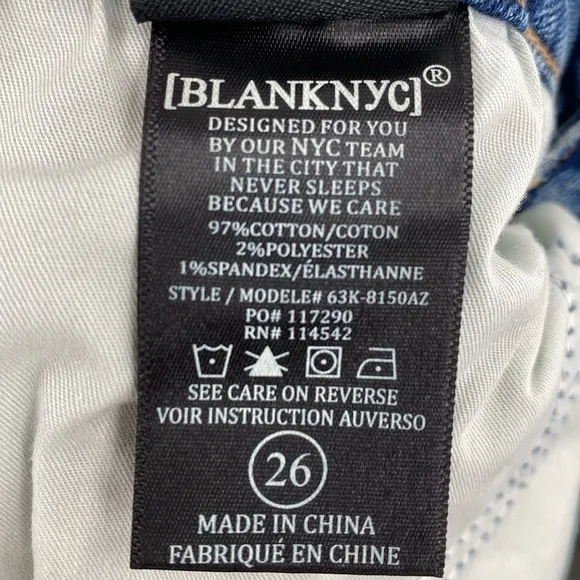 [BLANKNYC]®
DESIGNED FOR YOU
BY OUR NYC TEAM
IN THE CITY THAT
NEVER SLEEPS
BECAUSE WE CARE
97%COTTON/COTON
2%POLYESTER
1%SPANDEX/ÉLASTHANNE
STYLE / MODELE# 63K-8150AZ
PO# 117290
RN# 114542
SEE CARE ON REVERSE
VOIR INSTRUCTION AUVERSO
26
MADE IN CHINA
FABRIQUÉ EN CHINE